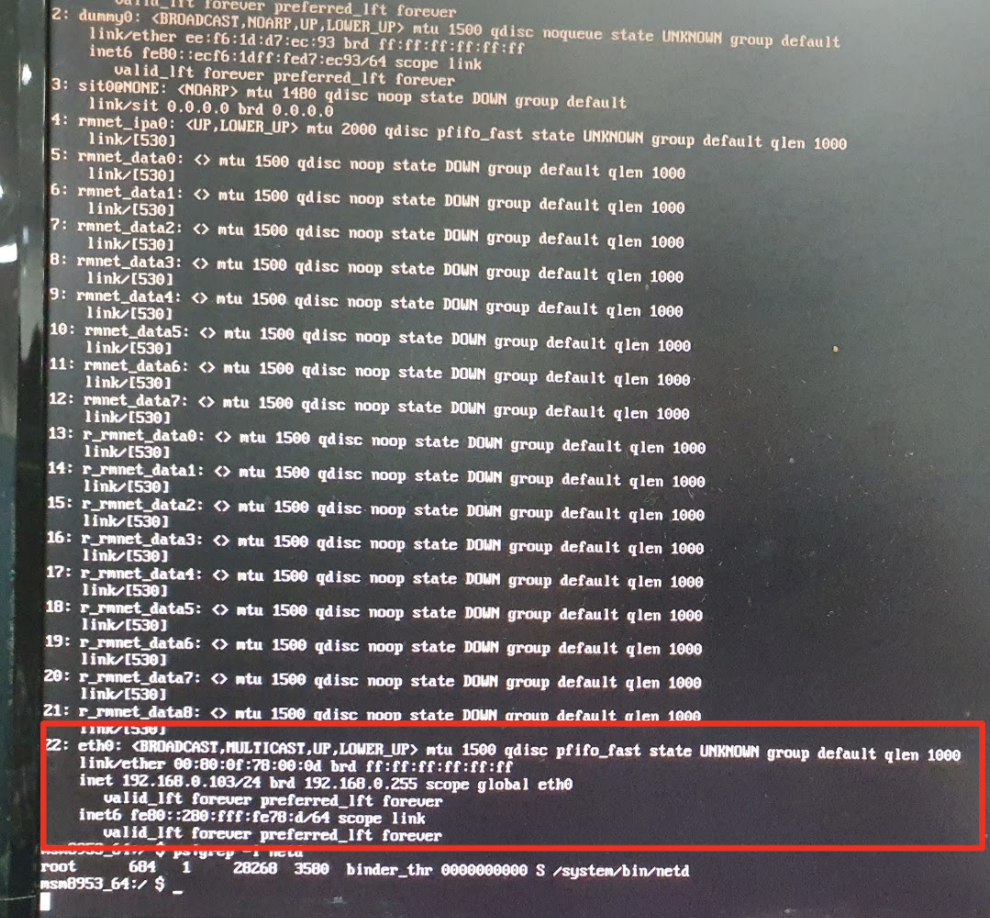 valid_lft forever preferred_lft forever
2: dummy0: <BROADCAST,NOARP,UP,LOWER_UP> mtu 1500 qdisc noqueue state UNKNOWN group default
link/ether ee:f6:1d:d7:ec:93 brd ff:ff:ff:ff:ff:ff
inet6 fe80::ecf6:1dff:fed7:ec93/64 scope link
valid_lft forever preferred_lft forever
3: sit0@NONE: <NOARP> mtu 1480 qdisc noop state DOWN group default
link/sit 0.0.0.0 brd 0.0.0.0
4: rmnet_ipa0: <UP,LOWER_UP> mtu 2000 qdisc pfifo_fast state UNKNOWN group default qlen 1000
link/[530]
5: rmnet_data0: <> mtu 1500 qdisc noop state DOWN group default qlen 1000
link/[530]
6: rmnet_data1: <> mtu 1500 qdisc noop state DOWN group default qlen 1000
link/[530]
7: rmnet_data2: <> mtu 1500 qdisc noop state DOWN group default qlen 1000
link/[530]
8: rmnet_data3: <> mtu 1500 qdisc noop state DOWN group default qlen 1000
link/[530]
9: rmnet_data4: <> mtu 1500 qdisc noop state DOWN group default qlen 1000
link/[530]
10: rmnet_data5: <> mtu 1500 qdisc noop state DOWN group default qlen 1000
link/[530]
11: rmnet_data6: <> mtu 1500 qdisc noop state DOWN group default qlen 1000
link/[530]
12: rmnet_data7: <> mtu 1500 qdisc noop state DOWN group default qlen 1000
link/[530]
13: r_rmnet_data0: <> mtu 1500 qdisc noop state DOWN group default qlen 1000
link/[530]
14: r_rmnet_data1: <> mtu 1500 qdisc noop state DOWN group default qlen 1000
link/[530]
15: r_rmnet_data2: <> mtu 1500 qdisc noop state DOWN group default qlen 1000
link/[530]
16: r_rmnet_data3: <> mtu 1500 qdisc noop state DOWN group default qlen 1000
link/[530]
17: r_rmnet_data4: <> mtu 1500 qdisc noop state DOWN group default qlen 1000
link/[530]
18: r_rmnet_data5: <> mtu 1500 qdisc noop state DOWN group default qlen 1000
link/[530]
19: r_rmnet_data6: <> mtu 1500 qdisc noop state DOWN group default qlen 1000
link/[530]
20: r_rmnet_data7: <> mtu 1500 qdisc noop state DOWN group default qlen 1000
link/[530]
21: r_rmnet_data8: <> mtu 1500 qdisc noop state DOWN group default qlen 1000
link/[530]
22: eth0: <BROADCAST,MULTICAST,UP,LOWER_UP> mtu 1500 qdisc pfifo_fast state UNKNOWN group default qlen 1000
link/ether 00:80:0f:78:00:0d brd ff:ff:ff:ff:ff:ff
inet 192.168.0.103/24 brd 192.168.0.255 scope global eth0
valid_lft forever preferred_lft forever
inet6 fe80::280:fff:fe78:d/64 scope link
valid_lft forever preferred_lft forever
msm8953_64:/ $
root 684 1 28268 3580 binder_thr 0000000000 S /system/bin/netd
msm8953_64:/ $ _